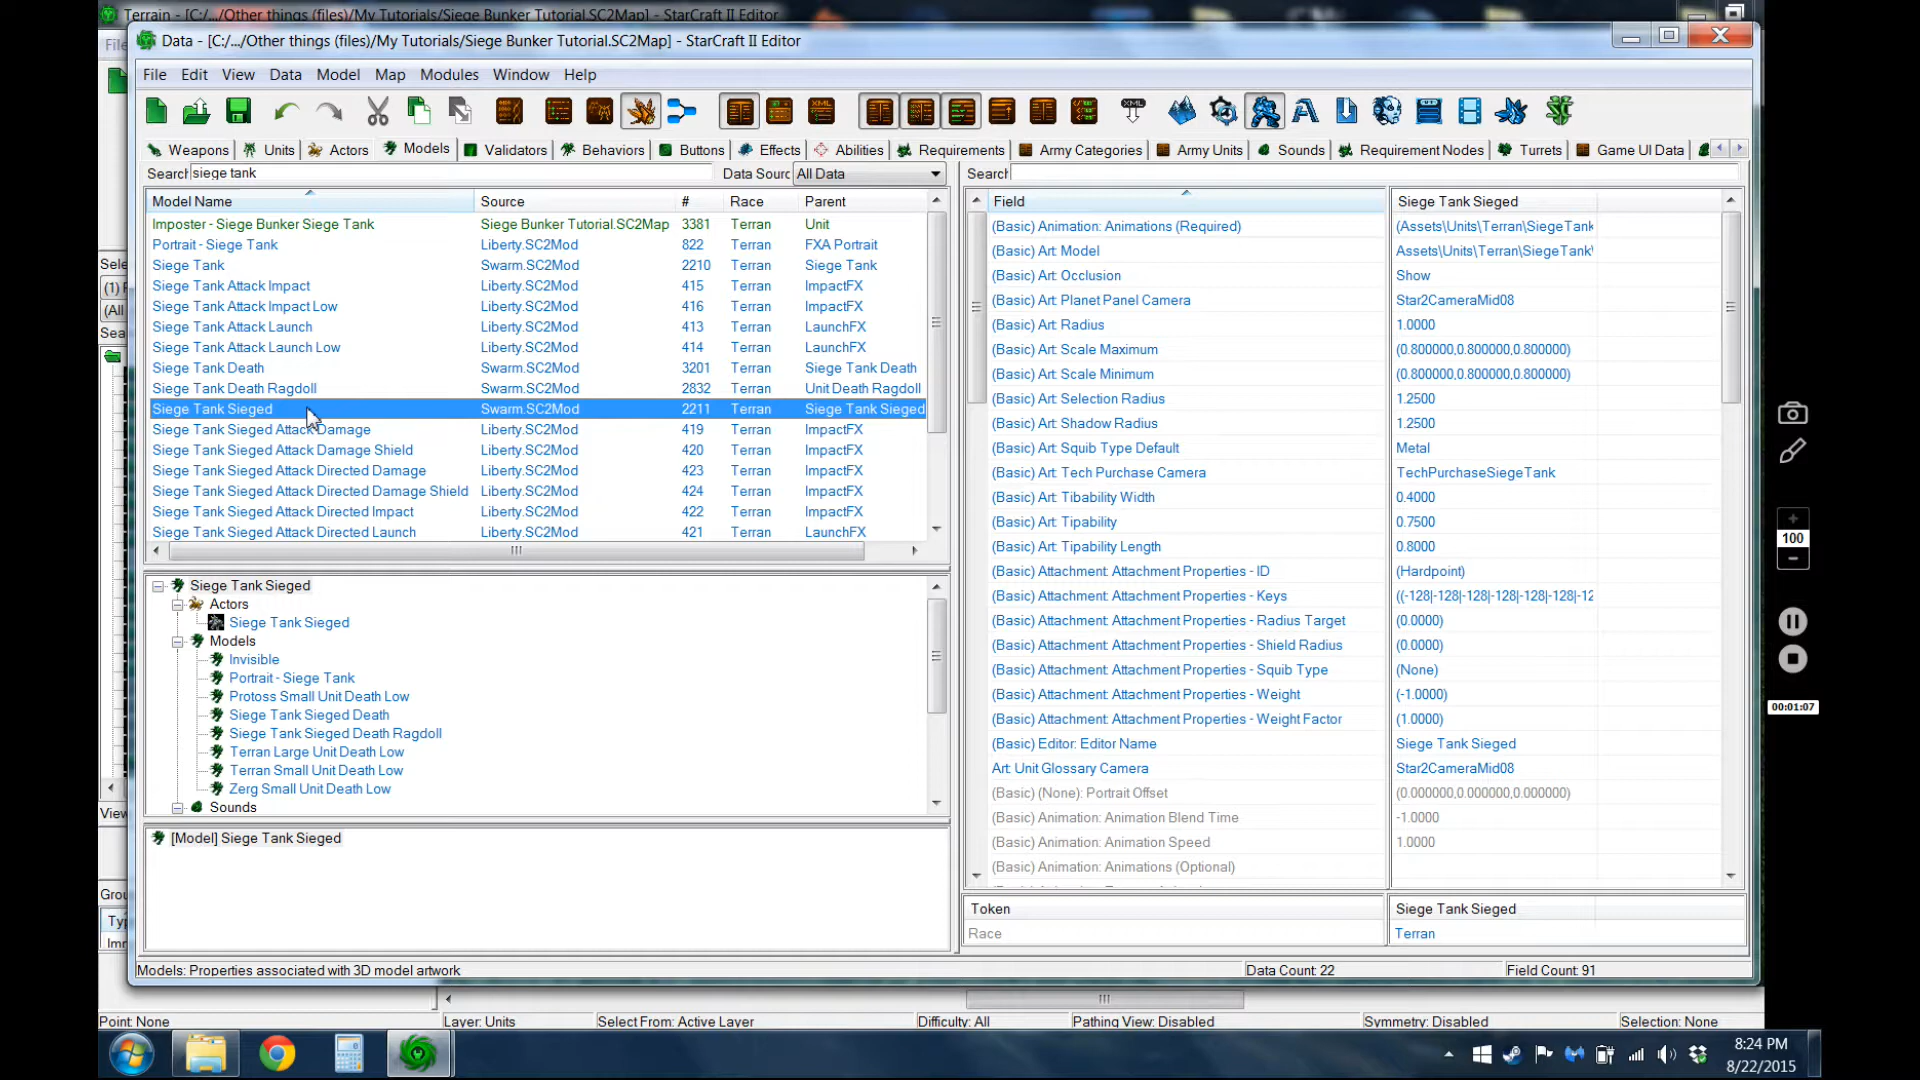 Terrain - [C:/.../Other things (files)/My Tutorials/Siege Bunker Tutorial.SC2Map] - StarCraft II Editor
Data - [C:/.../Other things (files)/My Tutorials/Siege Bunker Tutorial.SC2Map] - StarCraft II Editor
File Edit View Data Model Map Modules Window Help
Weapons Units Actors Models Validators Behaviors Buttons Effects Abilities Requirements Army Categories Army Units Sounds Requirement Nodes Turrets Game UI Data
Search siege tank Data Sourc All Data
Search
Model Name Source # Race Parent
Imposter - Siege Bunker Siege Tank Siege Bunker Tutorial.SC2Map 3381 Terran Unit
Portrait - Siege Tank Liberty.SC2Mod 822 Terran FXA Portrait
Siege Tank Swarm.SC2Mod 2210 Terran Siege Tank
Siege Tank Attack Impact Liberty.SC2Mod 415 Terran ImpactFX
Siege Tank Attack Impact Low Liberty.SC2Mod 416 Terran ImpactFX
Siege Tank Attack Launch Liberty.SC2Mod 413 Terran LaunchFX
Siege Tank Attack Launch Low Liberty.SC2Mod 414 Terran LaunchFX
Siege Tank Death Swarm.SC2Mod 3201 Terran Siege Tank Death
Siege Tank Death Ragdoll Swarm.SC2Mod 2832 Terran Unit Death Ragdoll
Siege Tank Sieged Swarm.SC2Mod 2211 Terran Siege Tank Sieged
Siege Tank Sieged Attack Damage Liberty.SC2Mod 419 Terran ImpactFX
Siege Tank Sieged Attack Damage Shield Liberty.SC2Mod 420 Terran ImpactFX
Siege Tank Sieged Attack Directed Damage Liberty.SC2Mod 423 Terran ImpactFX
Siege Tank Sieged Attack Directed Damage Shield Liberty.SC2Mod 424 Terran ImpactFX
Siege Tank Sieged Attack Directed Impact Liberty.SC2Mod 422 Terran ImpactFX
Siege Tank Sieged Attack Directed Launch Liberty.SC2Mod 421 Terran LaunchFX
Siege Tank Sieged
Actors
Siege Tank Sieged
Models
Invisible
Portrait - Siege Tank
Protoss Small Unit Death Low
Siege Tank Sieged Death
Siege Tank Sieged Death Ragdoll
Terran Large Unit Death Low
Terran Small Unit Death Low
Zerg Small Unit Death Low
Sounds
[Model] Siege Tank Sieged
Field Siege Tank Sieged
(Basic) Animation: Animations (Required) (Assets\Units\Terran\SiegeTank
(Basic) Art: Model Assets\Units\Terran\SiegeTank\
(Basic) Art: Occlusion Show
(Basic) Art: Planet Panel Camera Star2CameraMid08
(Basic) Art: Radius 1.0000
(Basic) Art: Scale Maximum (0.800000,0.800000,0.800000)
(Basic) Art: Scale Minimum (0.800000,0.800000,0.800000)
(Basic) Art: Selection Radius 1.2500
(Basic) Art: Shadow Radius 1.2500
(Basic) Art: Squib Type Default Metal
(Basic) Art: Tech Purchase Camera TechPurchaseSiegeTank
(Basic) Art: Tibability Width 0.4000
(Basic) Art: Tipability 0.7500
(Basic) Art: Tipability Length 0.8000
(Basic) Attachment: Attachment Properties - ID (Hardpoint)
(Basic) Attachment: Attachment Properties - Keys ((-128|-128|-128|-128|-128|-128|-12
(Basic) Attachment: Attachment Properties - Radius Target (0.0000)
(Basic) Attachment: Attachment Properties - Shield Radius (0.0000)
(Basic) Attachment: Attachment Properties - Squib Type (None)
(Basic) Attachment: Attachment Properties - Weight (-1.0000)
(Basic) Attachment: Attachment Properties - Weight Factor (1.0000)
(Basic) Editor: Editor Name Siege Tank Sieged
Art: Unit Glossary Camera Star2CameraMid08
(Basic) (None): Portrait Offset (0.000000,0.000000,0.000000)
(Basic) Animation: Animation Blend Time -1.0000
(Basic) Animation: Animation Speed 1.0000
(Basic) Animation: Animations (Optional)
Token Siege Tank Sieged
Race Terran
Models: Properties associated with 3D model artwork Data Count: 22 Field Count: 91
Point: None Layer: Units Select From: Active Layer Difficulty: All Pathing View: Disabled Symmetry: Disabled Selection: None
100
00:01:07
8:24 PM
8/22/2015